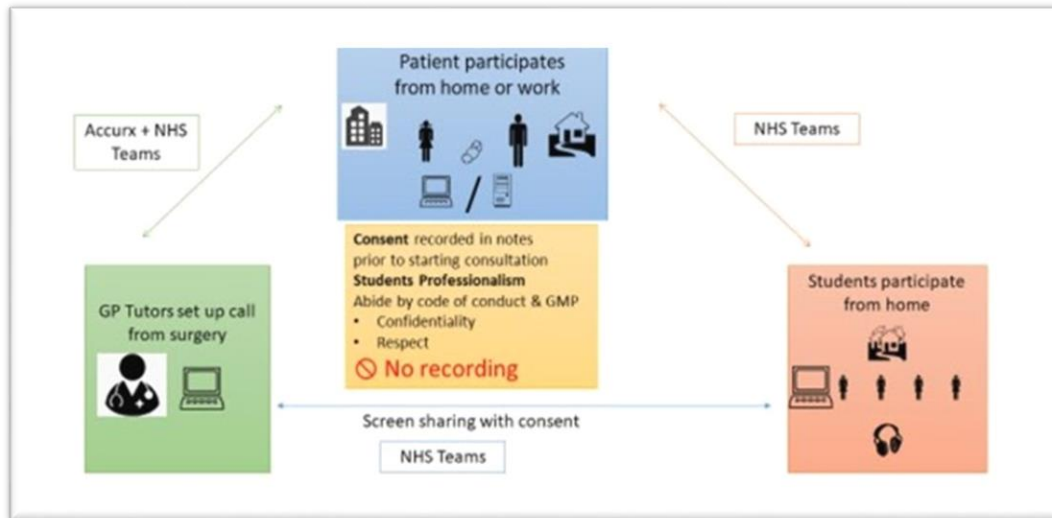 Patient participates
from home or work
Accurx + NHS
Teams
NHS Teams
Consent recorded in notes
prior to starting consultation
Students Professionalism
Abide by code of conduct & GMP
• Confidentiality
• Respect
No recording
GP Tutors set up call
from surgery
Students participate
from home
Screen sharing with consent
NHS Teams